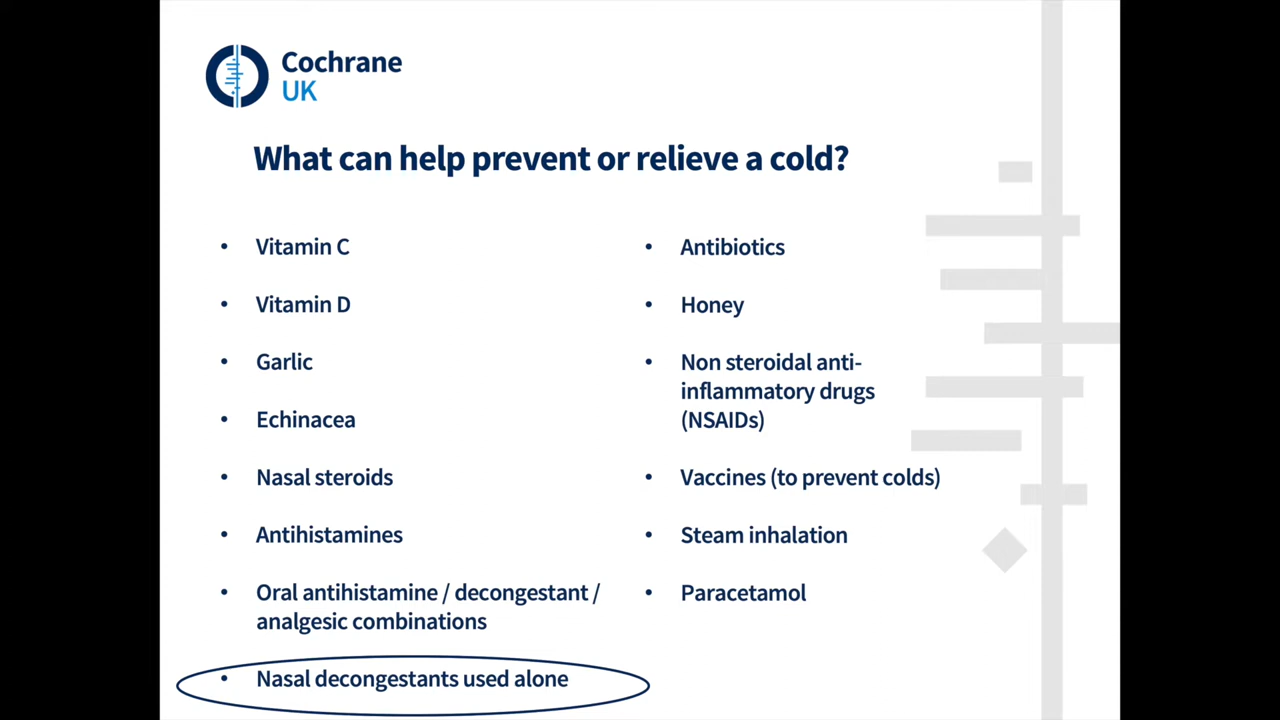 Cochrane
UK
What can help prevent or relieve a cold?
• Vitamin C
• Vitamin D
• Garlic
• Echinacea
• Nasal steroids
• Antihistamines
• Oral antihistamine / decongestant /
analgesic combinations
• Nasal decongestants used alone
• Antibiotics
• Honey
• Non steroidal anti-
inflammatory drugs
(NSAIDs)
• Vaccines (to prevent colds)
• Steam inhalation
• Paracetamol